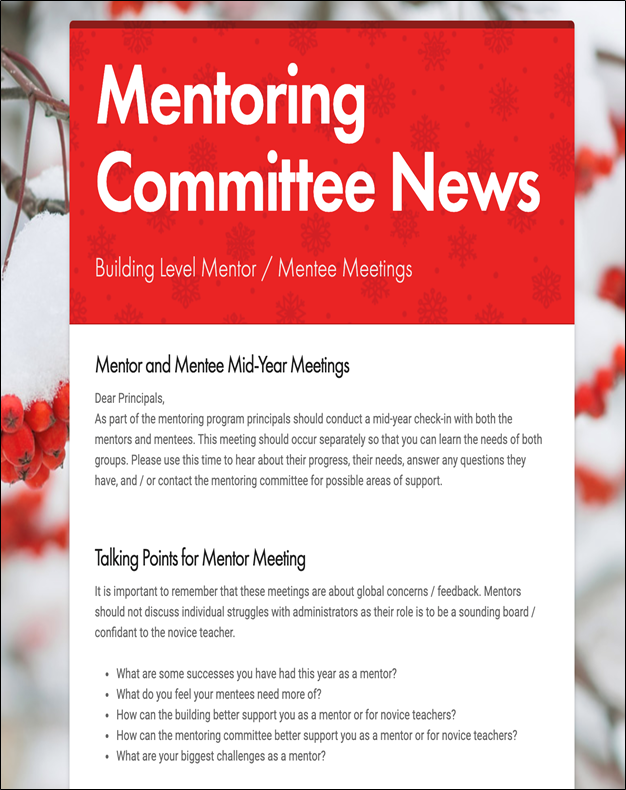 Mentoring
Committee News
Building Level Mentor / Mentee Meetings
Mentor and Mentee Mid-Year Meetings
Dear Principals,
As part of the mentoring program principals should conduct a mid-year check-in with both the
mentors and mentees. This meeting should occur separately so that you can learn the needs of both
groups. Please use this time to hear about their progress, their needs, answer any questions they
have, and / or contact the mentoring committee for possible areas of support.
Talking Points for Mentor Meeting
It is important to remember that these meetings are about global concerns / feedback. Mentors
should not discuss individual struggles with administrators as their role is to be a sounding board /
confidant to the novice teacher.
• What are some successes you have had this year as a mentor?
• What do you feel your mentees need more of?
• How can the building better support you as a mentor or for novice teachers?
• How can the mentoring committee better support you as a mentor or for novice teachers?
• What are your biggest challenges as a mentor?